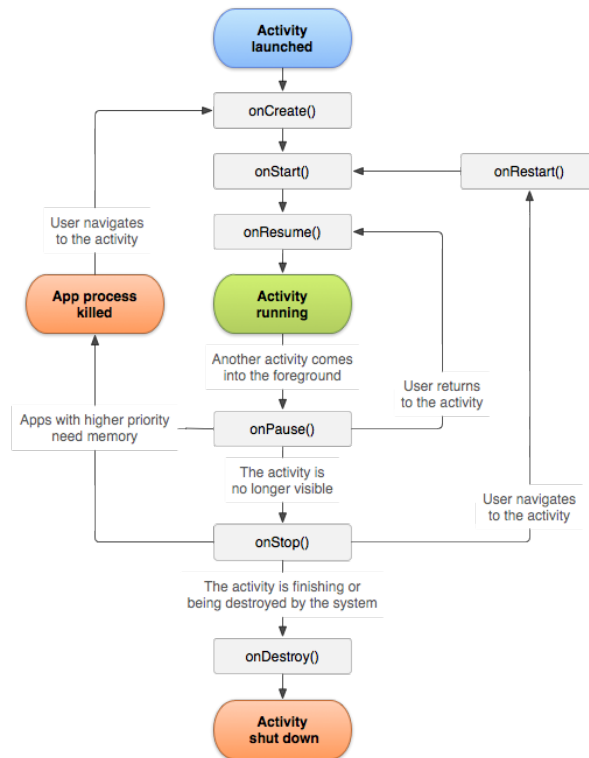 Activity
launched
onCreate()
onStart()
onRestart()
User navigates
to the activity
onResume()
App process
killed
Activity
running
Another activity comes
into the foreground
User returns
to the activity
Apps with higher priority
need memory
onPause()
The activity is
no longer visible
User navigates
to the activity
onStop()
The activity is finishing or
being destroyed by the system
onDestroy()
Activity
shut down